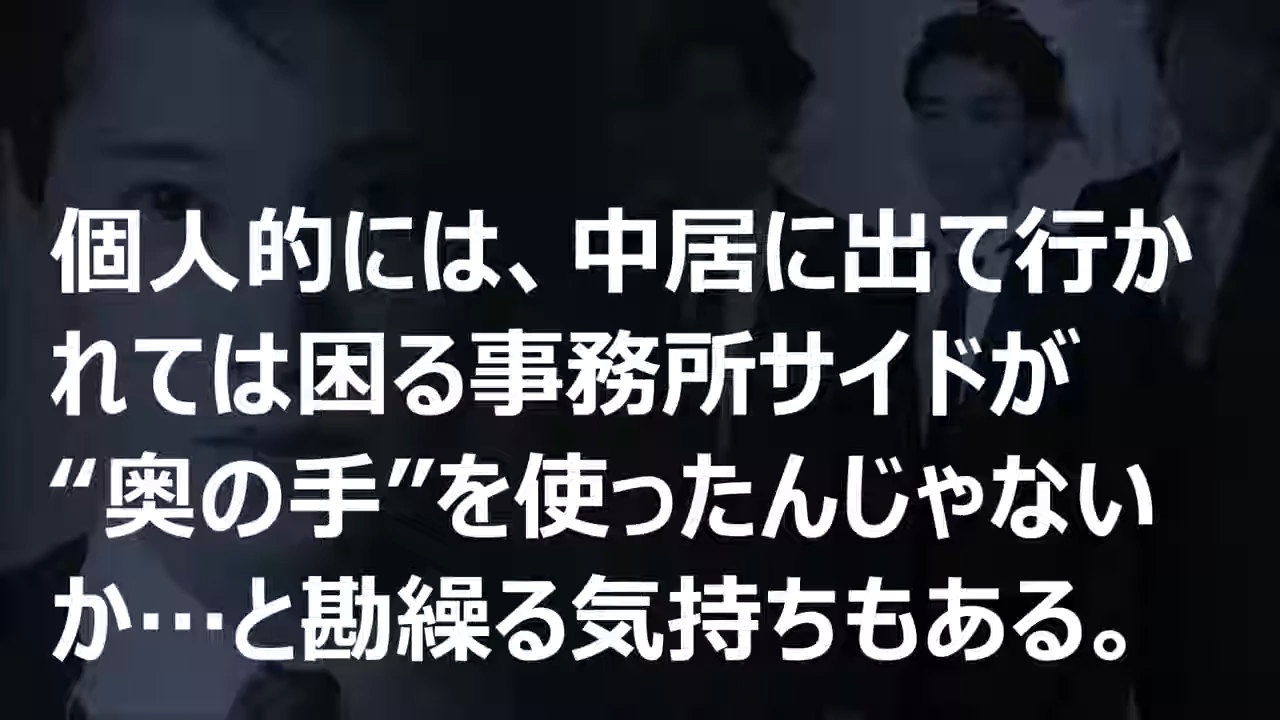 個人的には、中居に出て行か
れては困る事務所サイドが
“奥の手”を使ったんじゃない
か…と勘繰る気持ちもある。